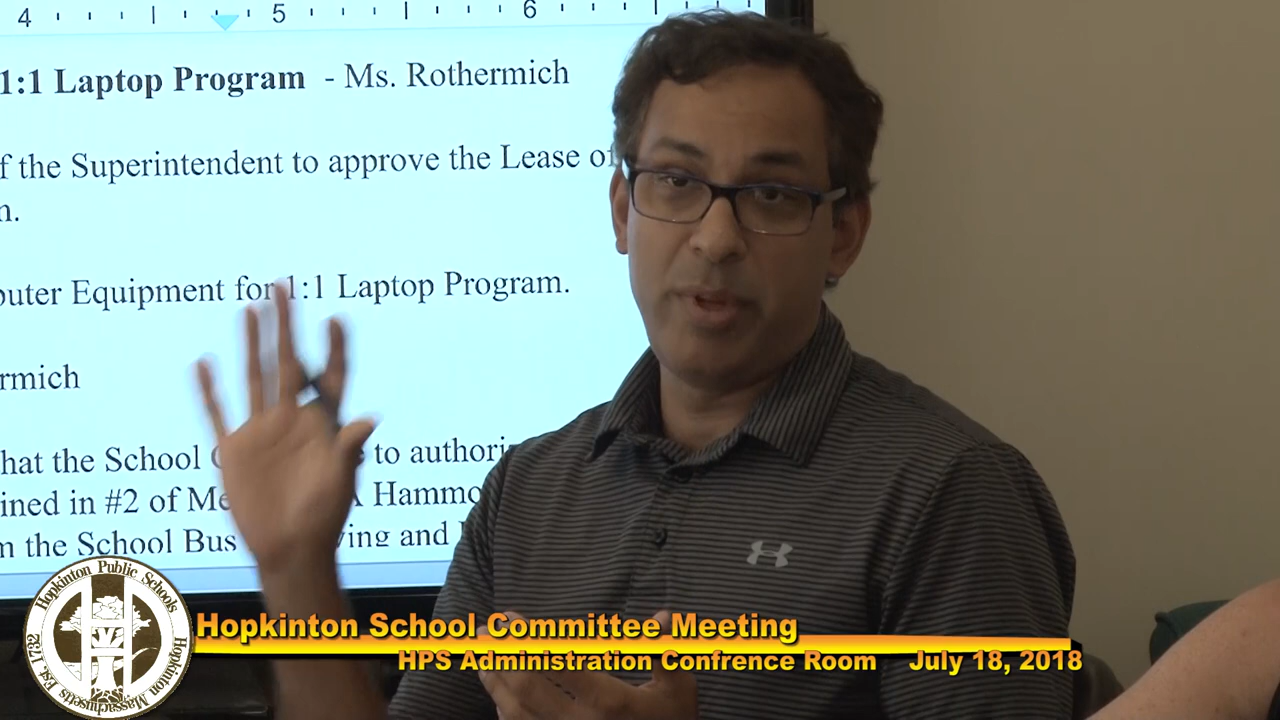 4 5 6
1:1 Laptop Program - Ms. Rothermich
f the Superintendent to approve the Lease of
n.
puter Equipment for 1:1 Laptop Program.
rmich
hat the School to authori
ined in #2 of Me A Hammo
m the School Bus ving and
Hopkinton Public Schools
Hopkinton, Massachusetts Est. 1732
Hopkinton School Committee Meeting
HPS Administration Confrence Room July 18, 2018